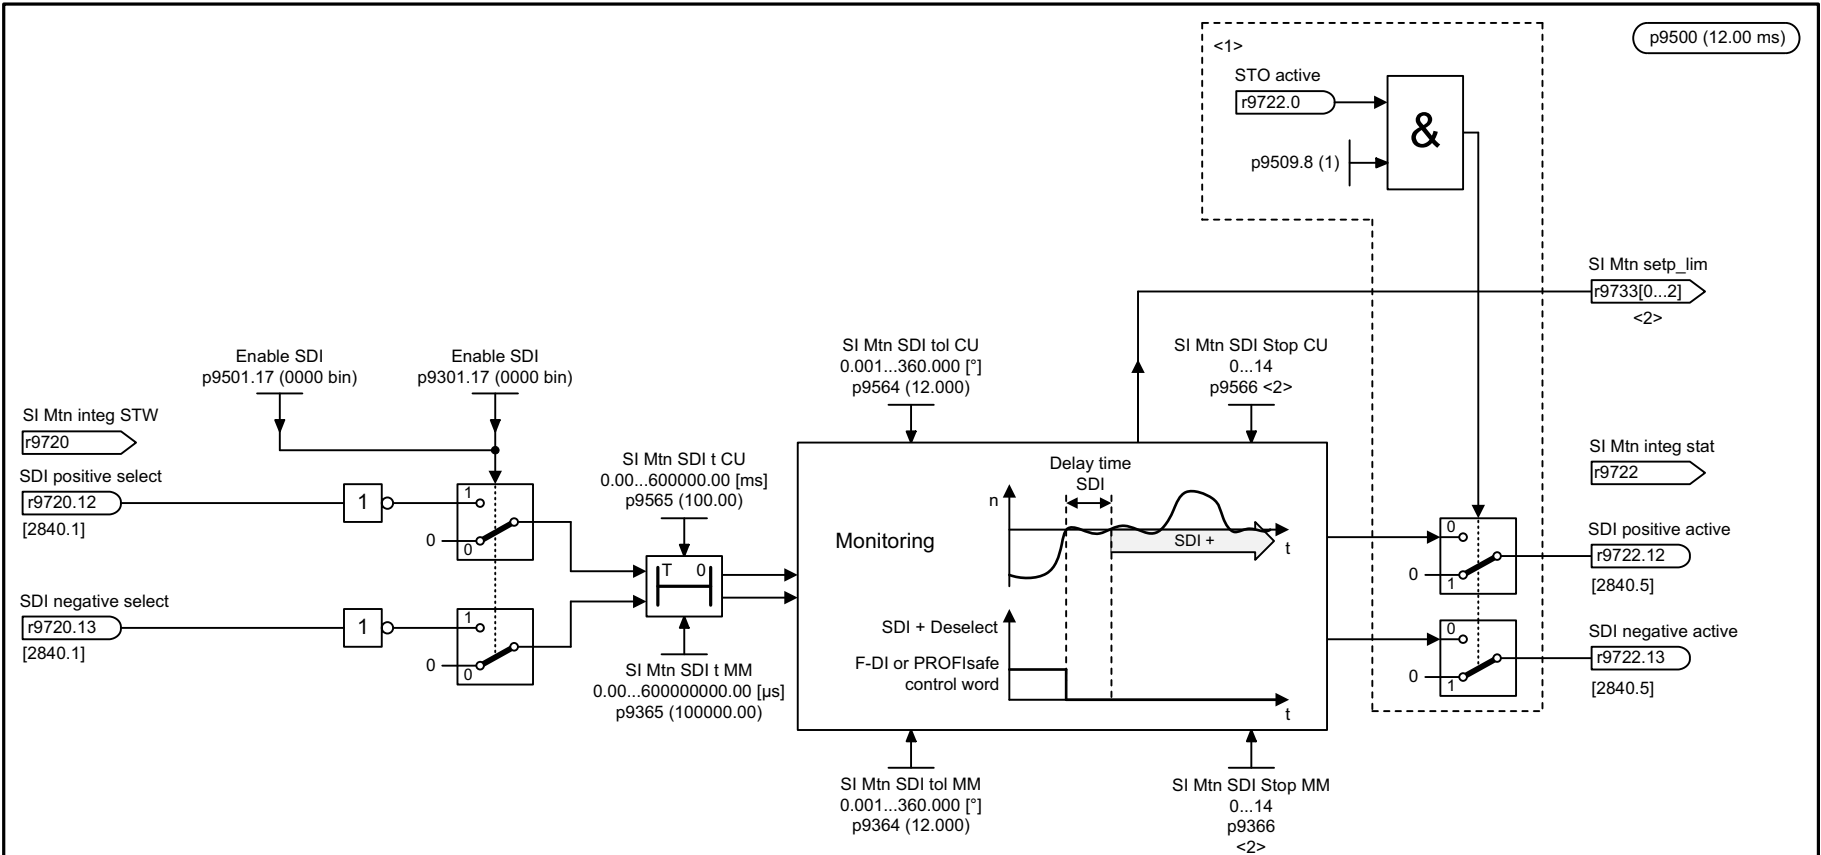 p9500 (12.00 ms)
<1>
STO active
r9722.0
&
p9509.8 (1)
SI Mtn setp_lim
r9733[0...2]
<2>
Enable SDI
p9501.17 (0000 bin)
Enable SDI
p9301.17 (0000 bin)
SI Mtn SDI tol CU
0.001...360.000 [°]
p9564 (12.000)
SI Mtn SDI Stop CU
0...14
p9566 <2>
SI Mtn integ STW
r9720
SDI positive select
r9720.12
[2840.1]
1
1
0
0
SDI negative select
r9720.13
[2840.1]
1
1
0
0
SI Mtn SDI t CU
0.00...600000.00 [ms]
p9565 (100.00)
T 0
SI Mtn SDI t MM
0.00...600000000.00 [µs]
p9365 (100000.00)
Monitoring
Delay time
SDI
n
SDI +
t
SDI + Deselect
F-DI or PROFIsafe
control word
t
SI Mtn SDI tol MM
0.001...360.000 [°]
p9364 (12.000)
SI Mtn SDI Stop MM
0...14
p9366
<2>
SI Mtn integ stat
r9722
0
0
1
SDI positive active
r9722.12
[2840.5]
0
0
1
SDI negative active
r9722.13
[2840.5]